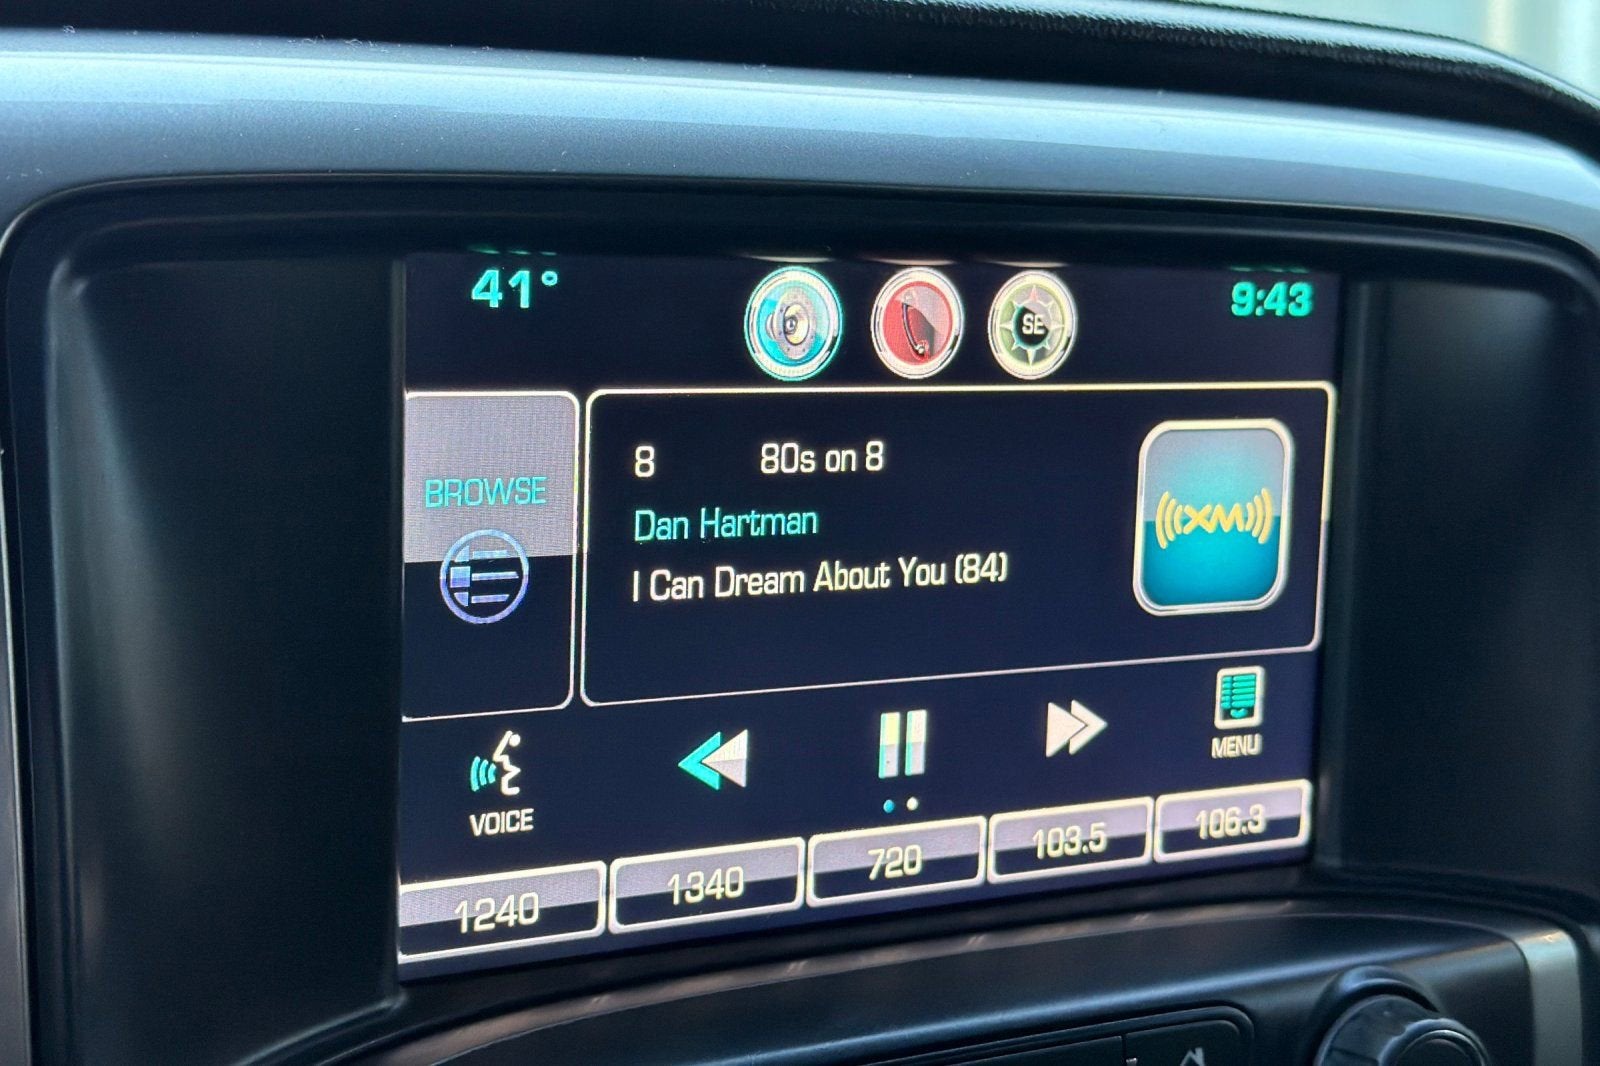 41°
SE
9:43
BROWSE
8 80s on 8
Dan Hartman
I Can Dream About You (84)
XM
VOICE
MENU
1240
1340
720
103.5
106.3